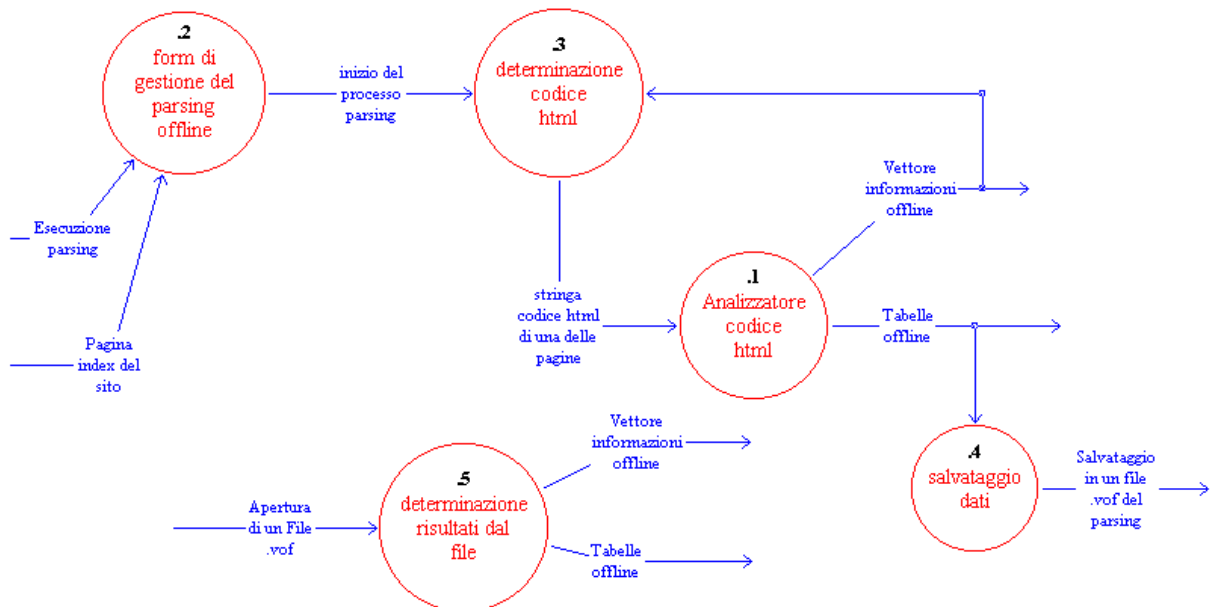 .2
form di
gestione del
parsing
offline
inizio del
processo
parsing
.3
determinazione
codice
html
Vettore
informazioni
offline
Esecuzione
parsing
Pagina
index del
sito
stringa
codice html
di una delle
pagine
.1
Analizzatore
codice
html
Tabelle
offline
Vettore
informazioni
offline
.4
salvataggio
dati
Salvataggio
in un file
.vof del
parsing
Apertura
di un File
.vof
.5
determinazione
risultati dal
file
Tabelle
offline